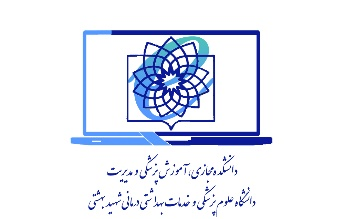 دانشکده مجازی، آموزش پزشکی و مدیریت
دانشگاه علوم پزشکی و خدمات بهداشتی درمانی شهید بهشتی